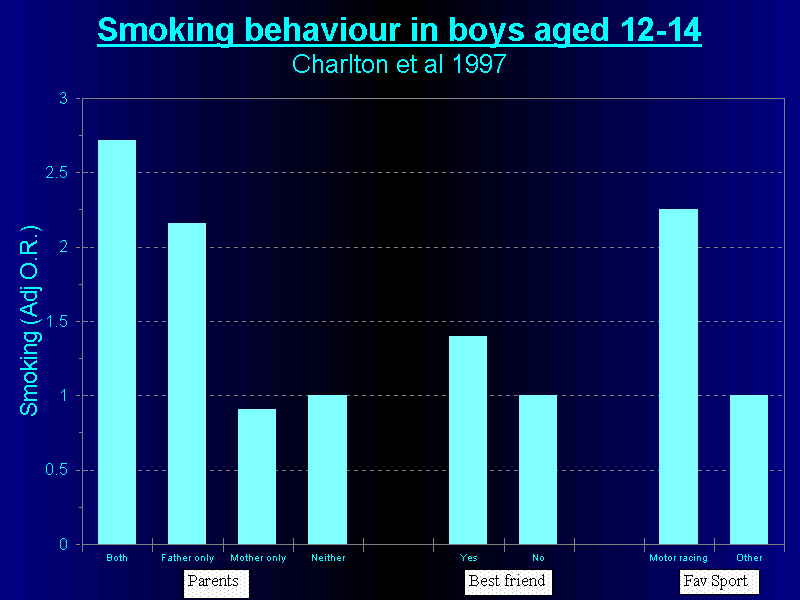 Smoking behaviour in boys aged 12-14
Charlton et al 1997
Smoking (Adj O.R.)
3
2.5
2
1.5
1
0.5
0
Both Father only Mother only Neither Yes No Motor racing Other
Parents Best friend Fav Sport